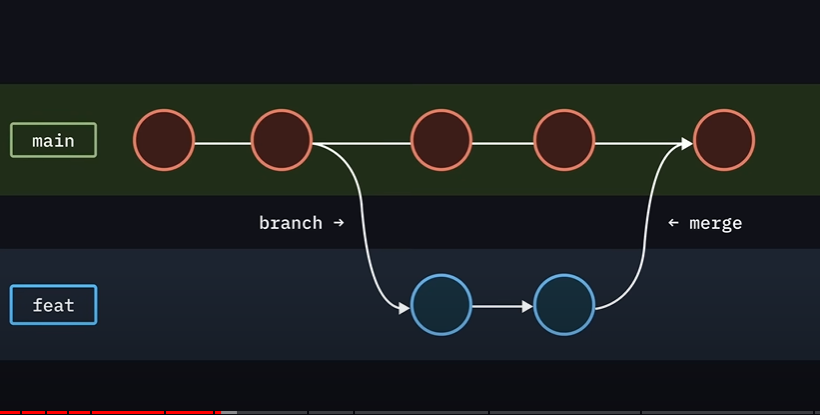 main
branch →
← merge
feat